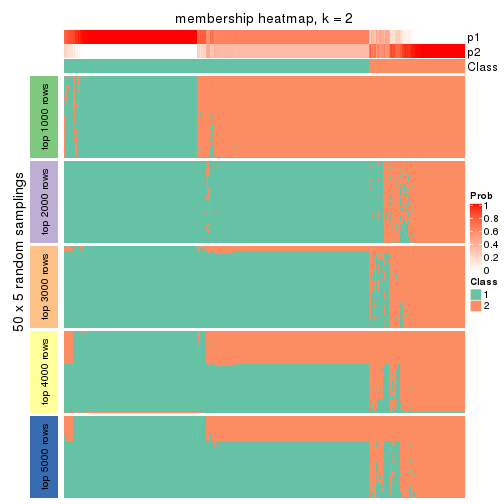 membership heatmap, k = 2
p1
p2
Class
50 x 5 random samplings
top 1000 rows
top 2000 rows
top 3000 rows
top 4000 rows
top 5000 rows
Prob
1
0.8
0.6
0.4
0.2
0
Class
1
2